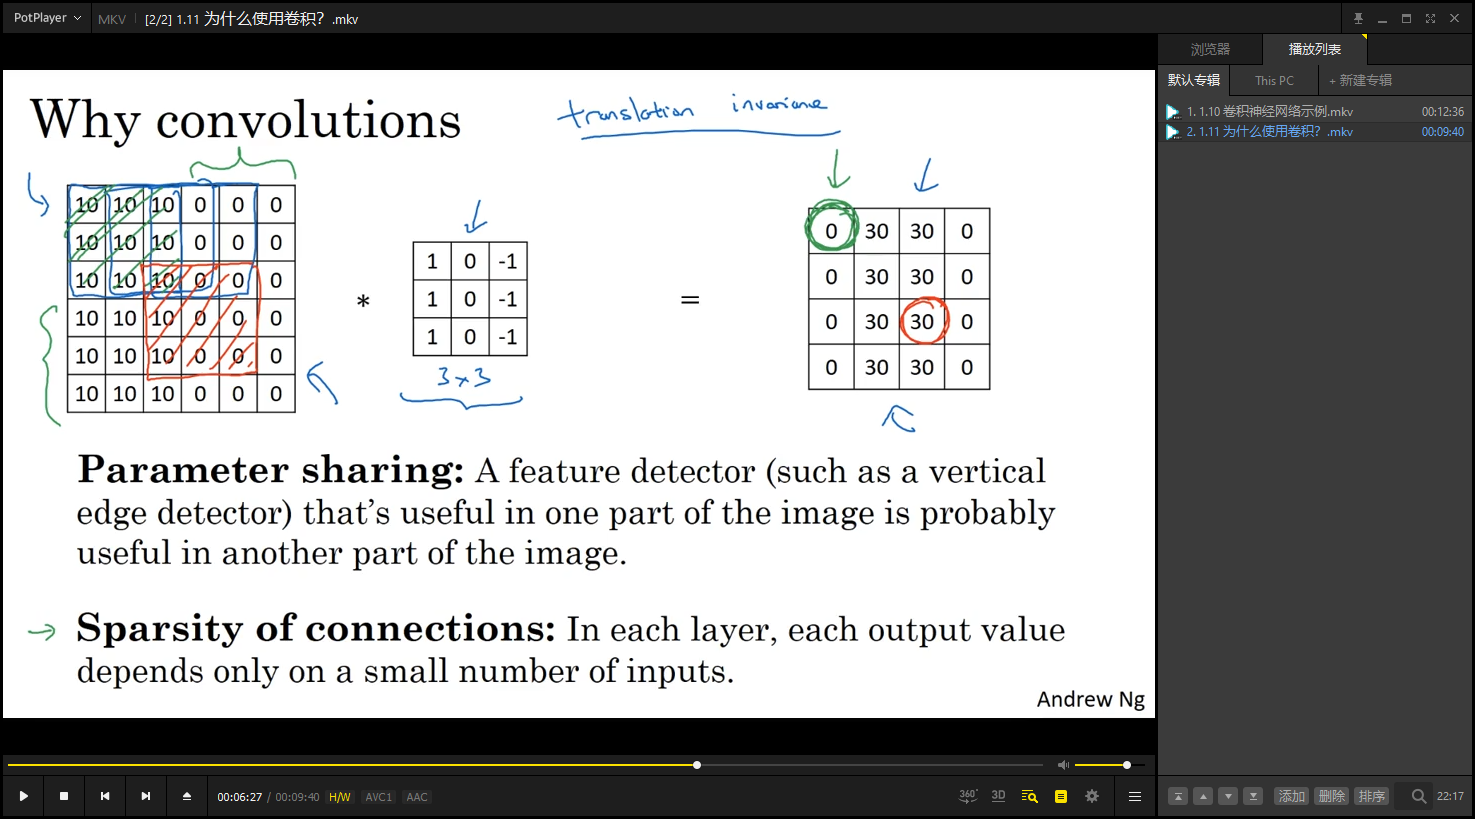 PotPlayer MKV [2/2] 1.11 为什么使用卷积? .mkv
浏览器 播放列表
默认专辑 This PC + 新建专辑
1. 1.10 卷积神经网络示例.mkv 00:12:36
2. 1.11 为什么使用卷积? .mkv 00:09:40
Why convolutions
translation invariance
10 10 10 0 0 0
10 10 10 0 0 0
10 10 10 0 0 0
10 10 10 0 0 0
10 10 10 0 0 0
10 10 10 0 0 0
*
1 0 -1
1 0 -1
1 0 -1
3x3
=
0 30 30 0
0 30 30 0
0 30 30 0
0 30 30 0
Parameter sharing: A feature detector (such as a vertical
edge detector) that's useful in one part of the image is probably
useful in another part of the image.
Sparsity of connections: In each layer, each output value
depends only on a small number of inputs.
Andrew Ng
00:06:27 / 00:09:40 H/W AVC1 AAC
360° 3D
添加 删除 排序 22:17